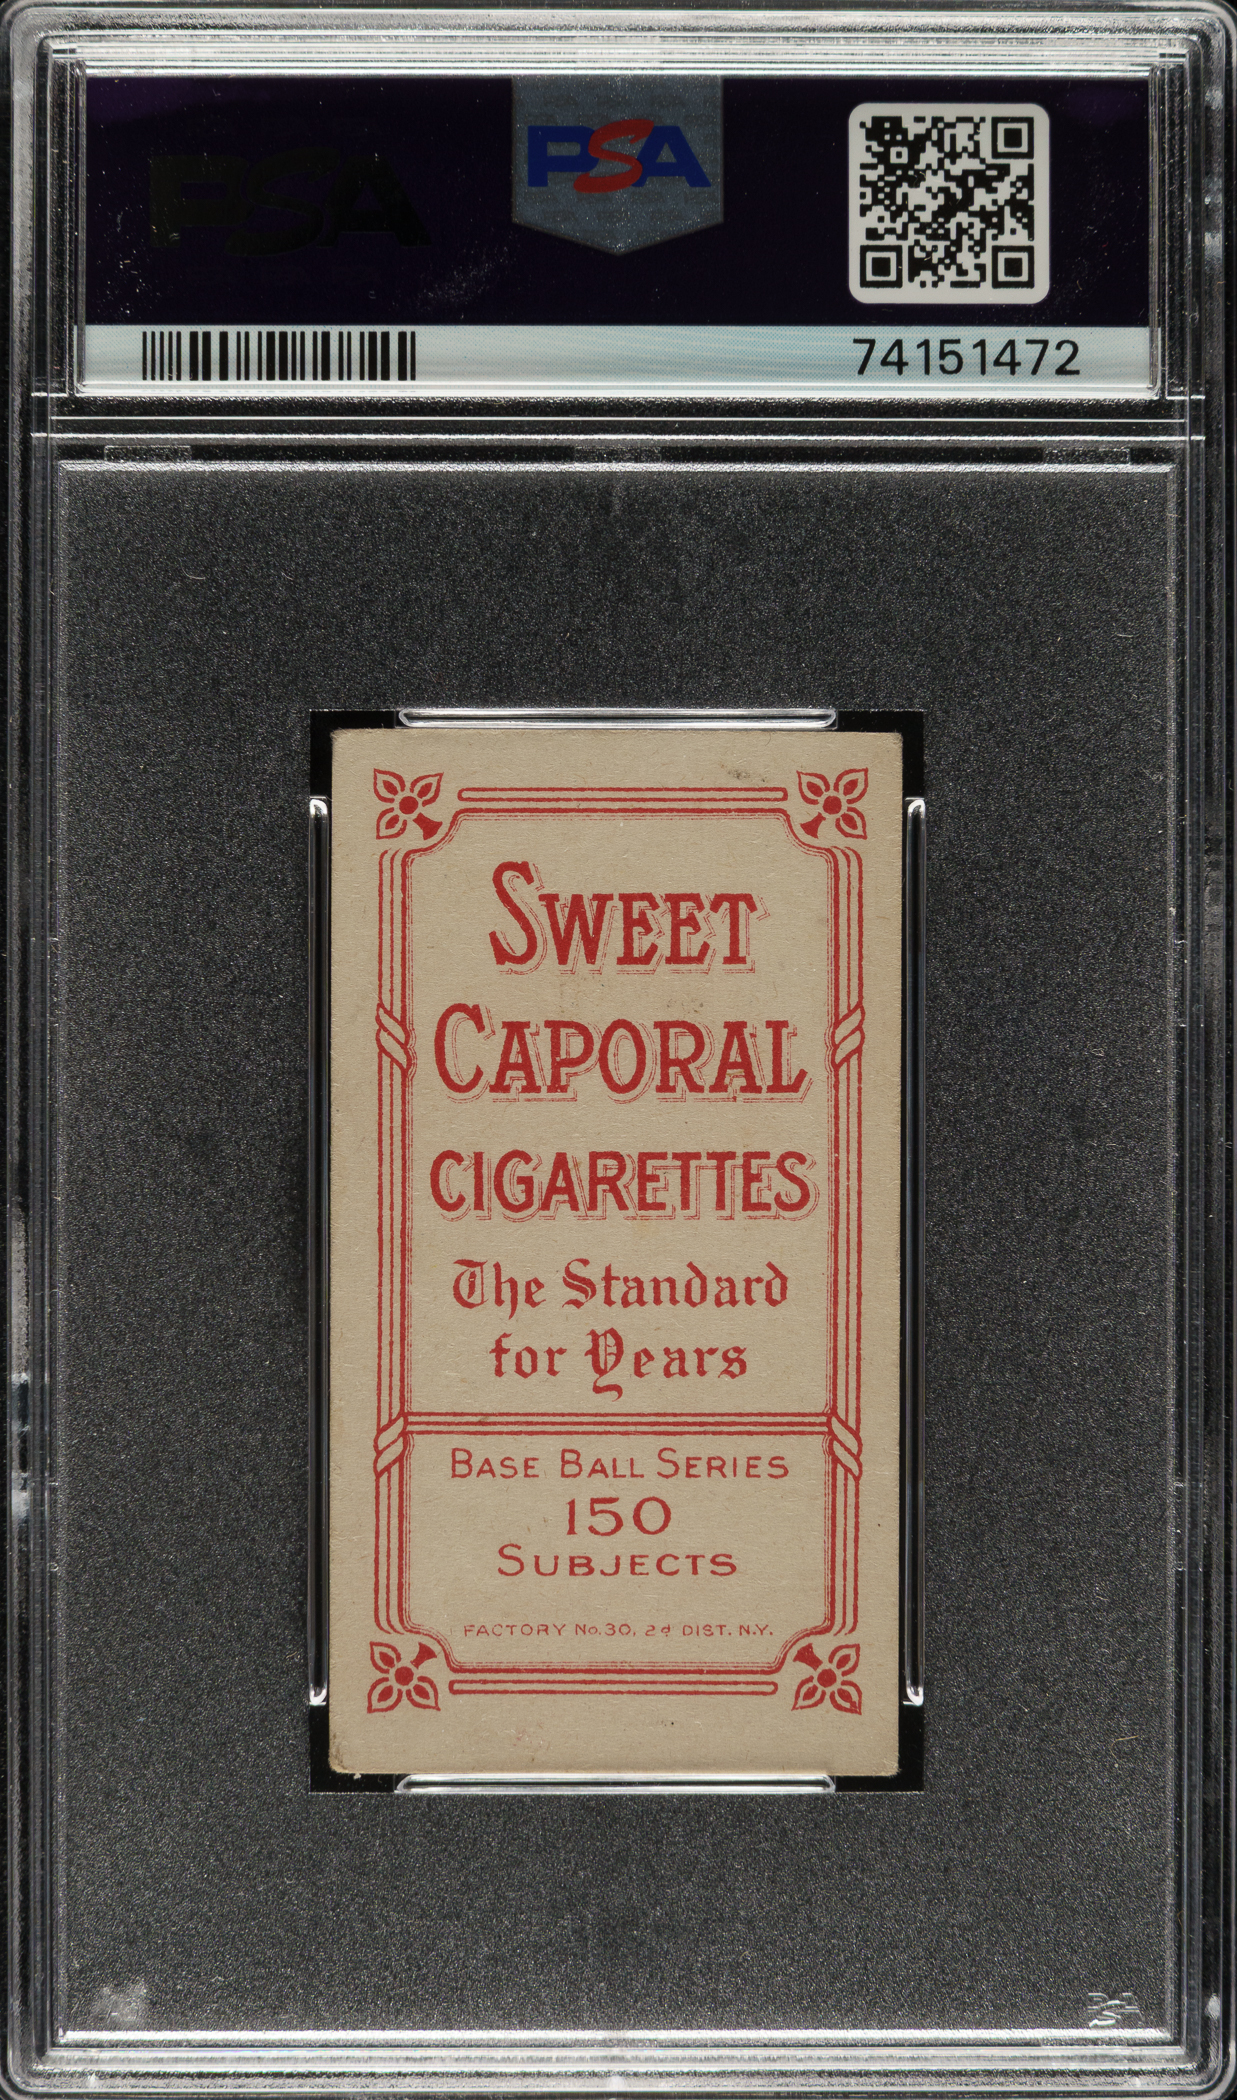 PSA
PSA
74151472
SWEET
CAPORAL
CIGARETTES
The Standard
for Years
BASE BALL SERIES
150
SUBJECTS
FACTORY No. 30, 2d DIST. N.Y.
PSA